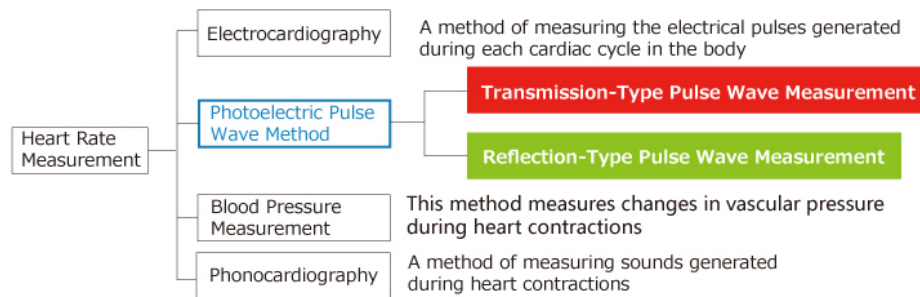 Electrocardiography
A method of measuring the electrical pulses generated
during each cardiac cycle in the body
Heart Rate
Measurement
Photoelectric Pulse
Wave Method
Transmission-Type Pulse Wave Measurement
Reflection-Type Pulse Wave Measurement
Blood Pressure
Measurement
This method measures changes in vascular pressure
during heart contractions
Phonocardiography
A method of measuring sounds generated
during heart contractions